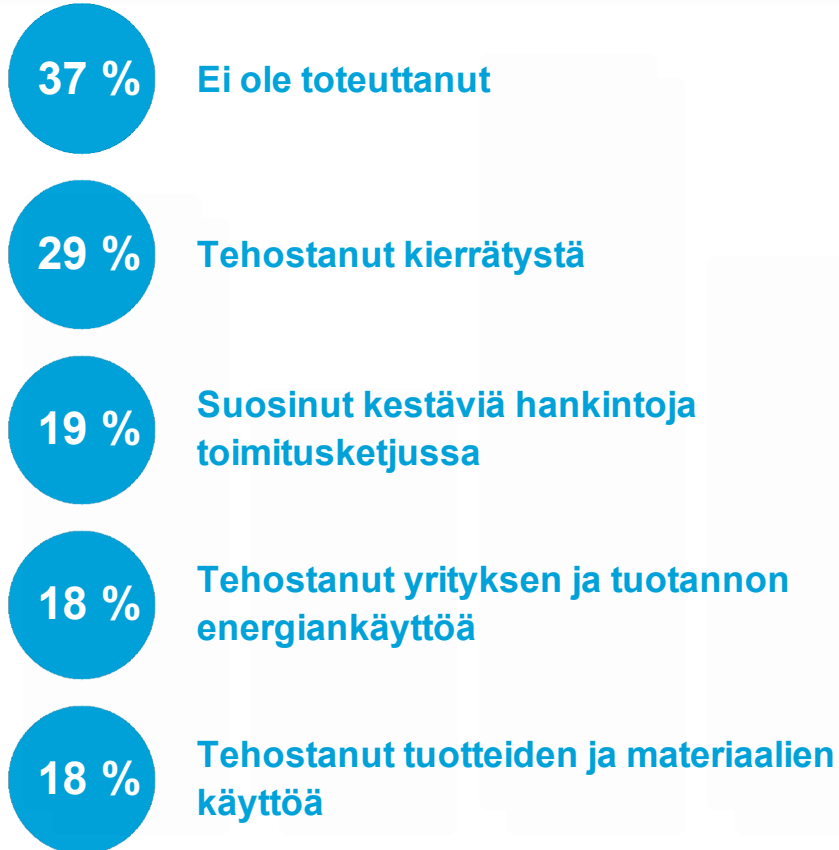 37 % Ei ole toteuttanut
29 % Tehostanut kierrätystä
19 % Suosinut kestäviä hankintoja
toimitusketjussa
18 % Tehostanut yrityksen ja tuotannon
energiankäyttöä
18 % Tehostanut tuotteiden ja materiaalien
käyttöä